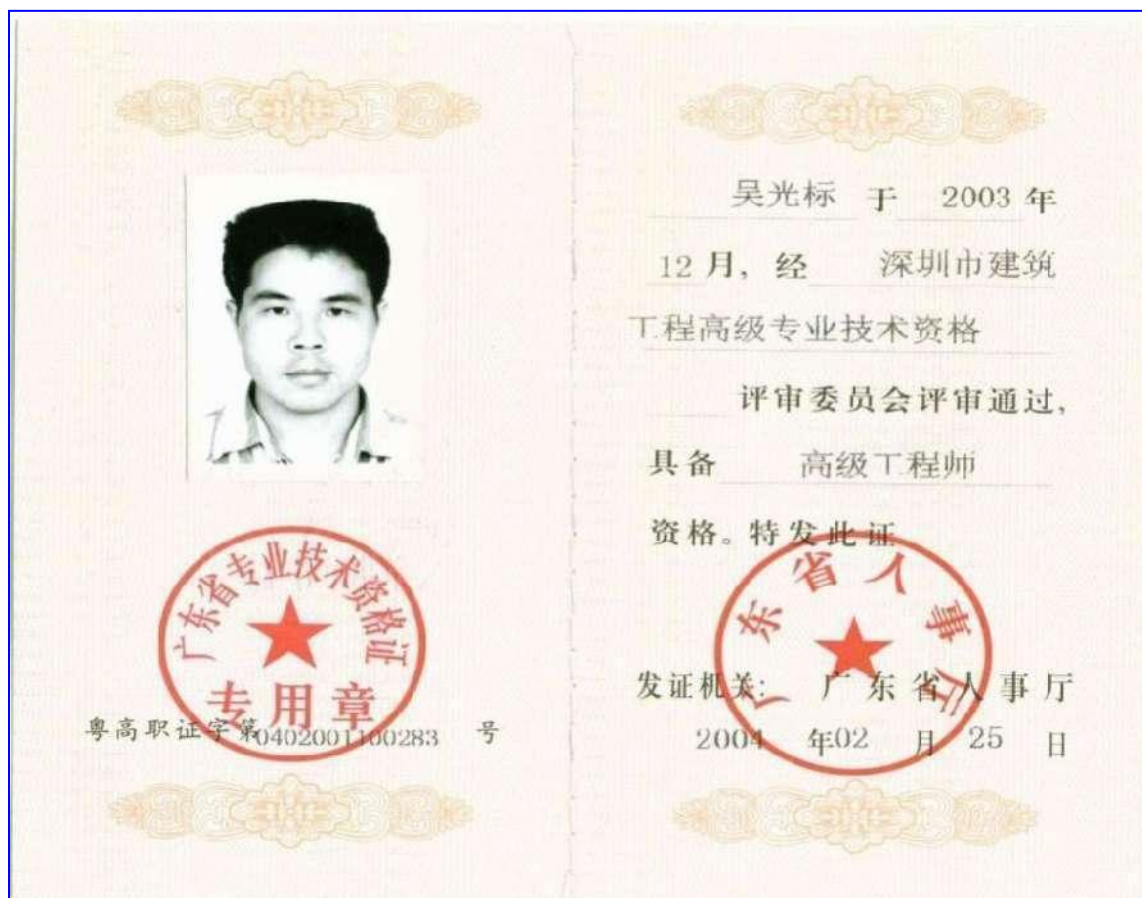 广东省专业技术资格证
专用章
粤高职证字第0402001100283 号
吴光标 于 2003 年
12 月, 经 深圳市建筑
工程高级专业技术资格
评审委员会评审通过,
具备 高级工程师
资格。特发此证
广东省人事厅
发证机关: 广东省人事厅
2004 年02 月 25 日